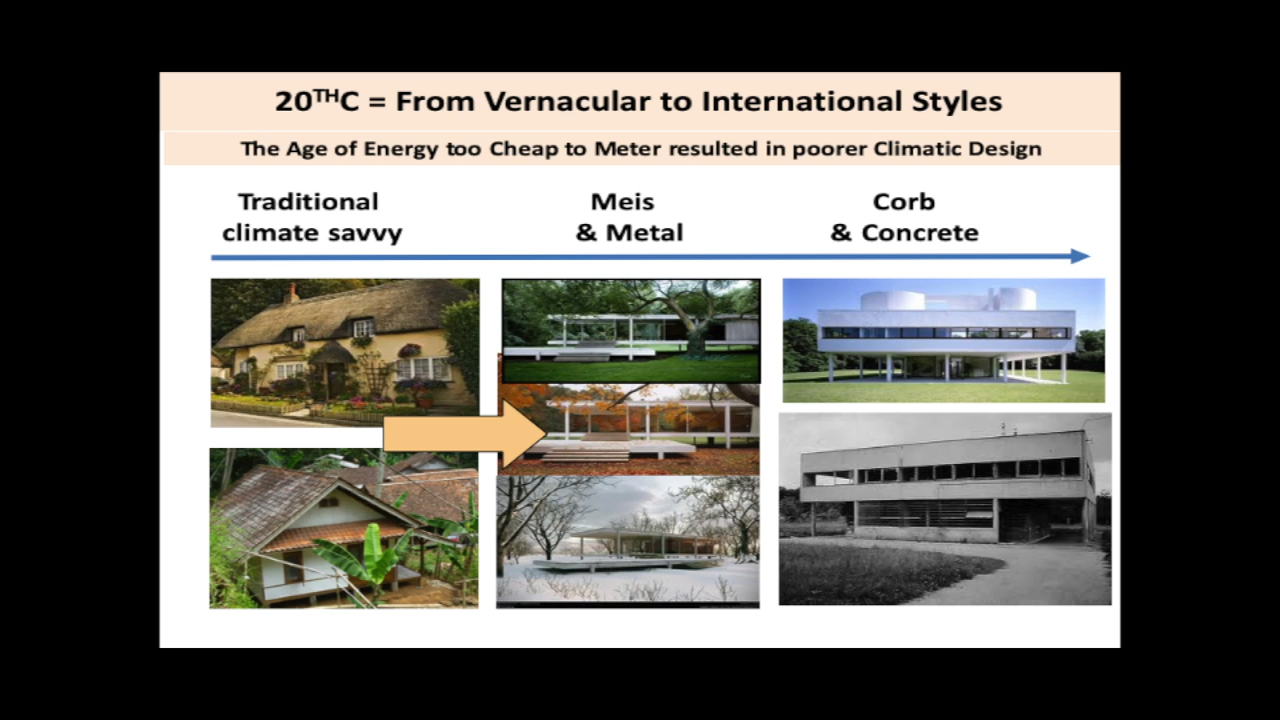 20THC = From Vernacular to International Styles
The Age of Energy too Cheap to Meter resulted in poorer Climatic Design
Traditional
climate savvy
Meis
& Metal
Corb
& Concrete